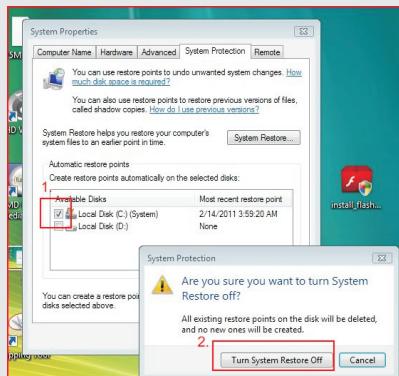 System Properties
Computer Name Hardware Advanced System Protection Remote
You can use restore points to undo unwanted system changes. How
much disk space is required?
You can also use restore points to restore previous versions of files,
called shadow copies. How do I use previous versions?
System Restore helps you restore your computer's
system files to an earlier point in time.
System Restore...
Automatic restore points
Create restore points automatically on the selected disks:
1.
Available Disks Most recent restore point
Local Disk (C:) (System) 2/14/2011 3:59:20 AM
Local Disk (D:) None
install_flash...
You can create a restore poi
disks selected above.
System Protection
Are you sure you want to turn System
Restore off?
All existing restore points on the disk will be deleted,
and no new ones will be created.
2.
Turn System Restore Off Cancel